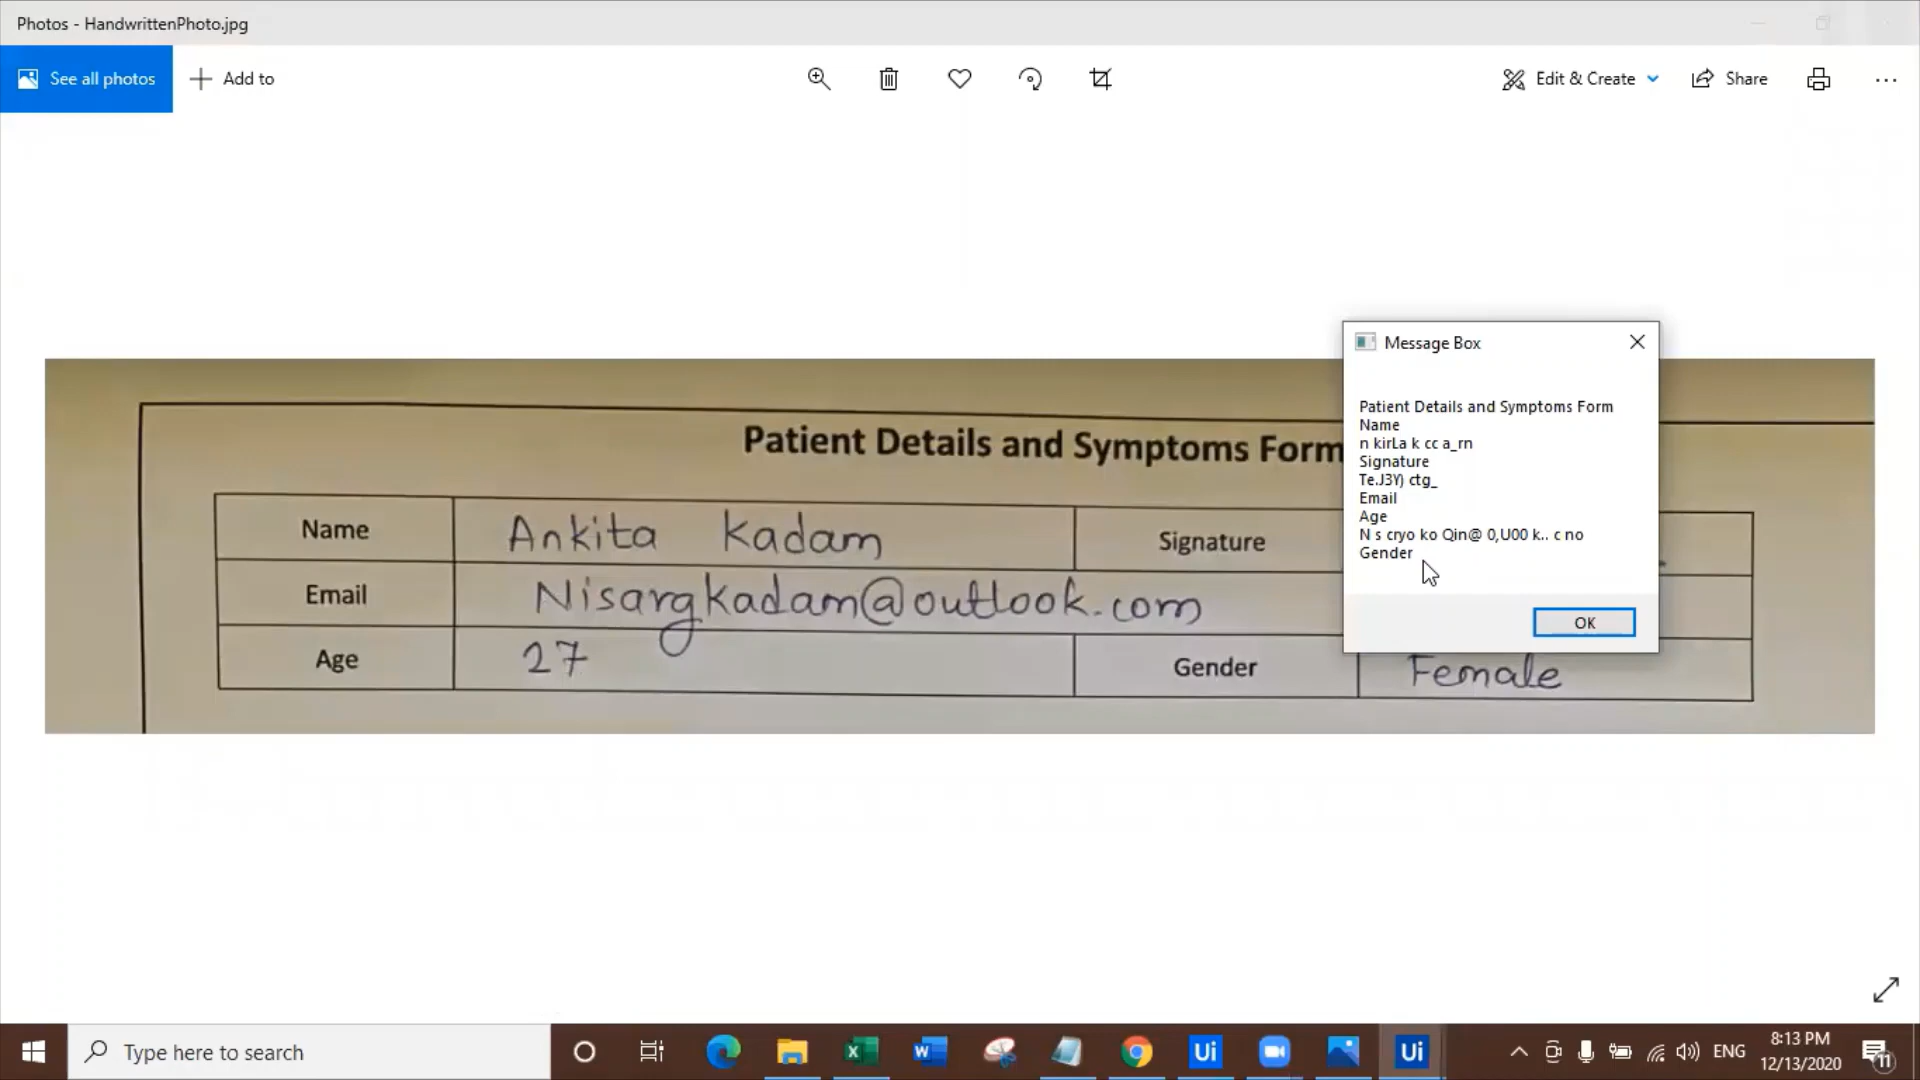 Photos - HandwrittenPhoto.jpg
See all photos
Add to
Edit & Create
Share
Patient Details and Symptoms Form
Name
Ankita Kadam
Signature
Email
Nisargkadam@outlook.com
Age
27
Gender
Female
Message Box
Patient Details and Symptoms Form
Name
n kirLa k cc a_rn
Signature
Te.J3Y) ctg_
Email
Age
N s cryo ko Qin@ 0,U00 k.. c no
Gender
OK
Type here to search
ENG
8:13 PM
12/13/2020
11